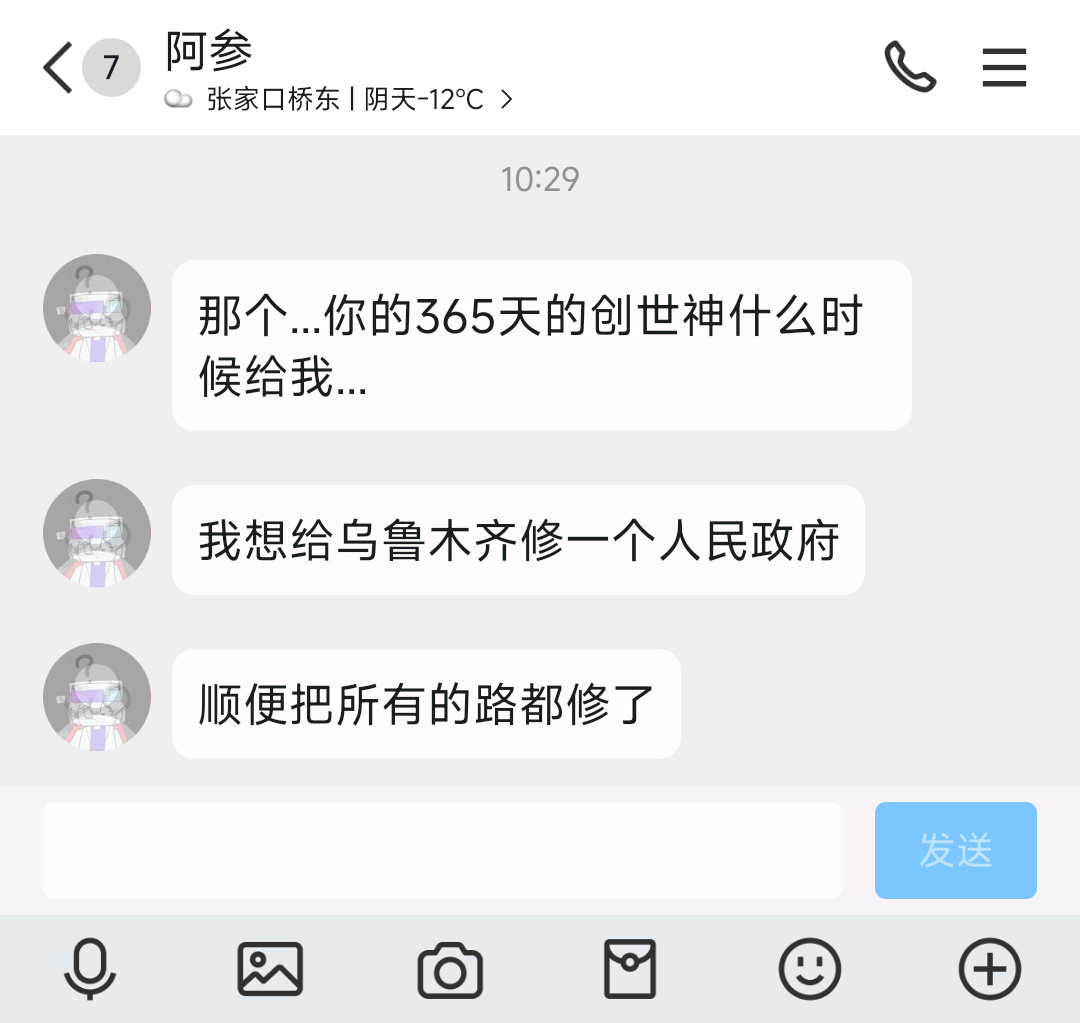 7
阿参
张家口桥东 | 阴天-12℃
10:29
那个...你的365天的创世神什么时
候给我...
我想给乌鲁木齐修一个人民政府
顺便把所有的路都修了
发送